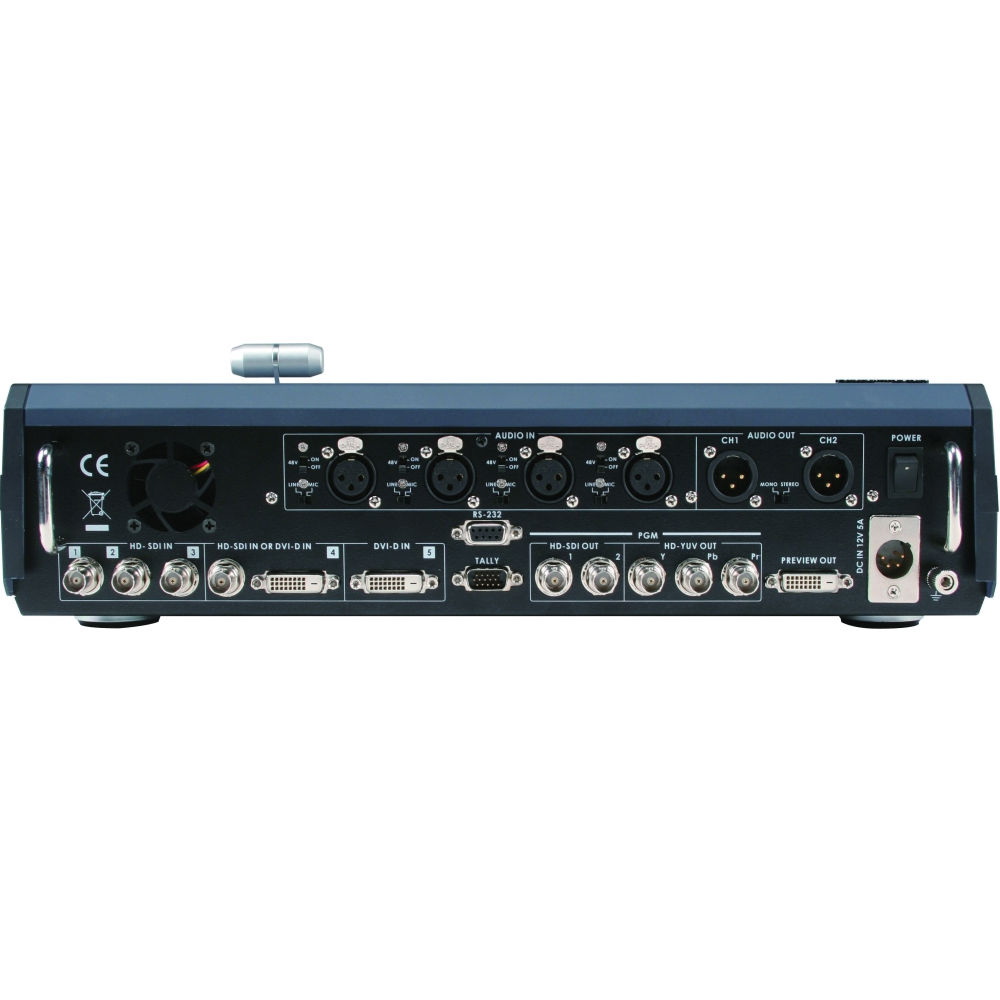 AUDIO IN
AUDIO OUT
CH1
CH2
POWER
CE
48V ON OFF
48V ON OFF
48V ON OFF
48V ON OFF
LINE MIC
LINE MIC
LINE MIC
LINE MIC
MONO STEREO
RS-232
PGM
DC IN 12V 5A
1 2 HD- SDI IN 3
HD-SDI IN OR DVI-D IN 4
DVI-D IN 5
TALLY
HD-SDI OUT
1 2
HD-YUV OUT
Y Pb Pr
PREVIEW OUT